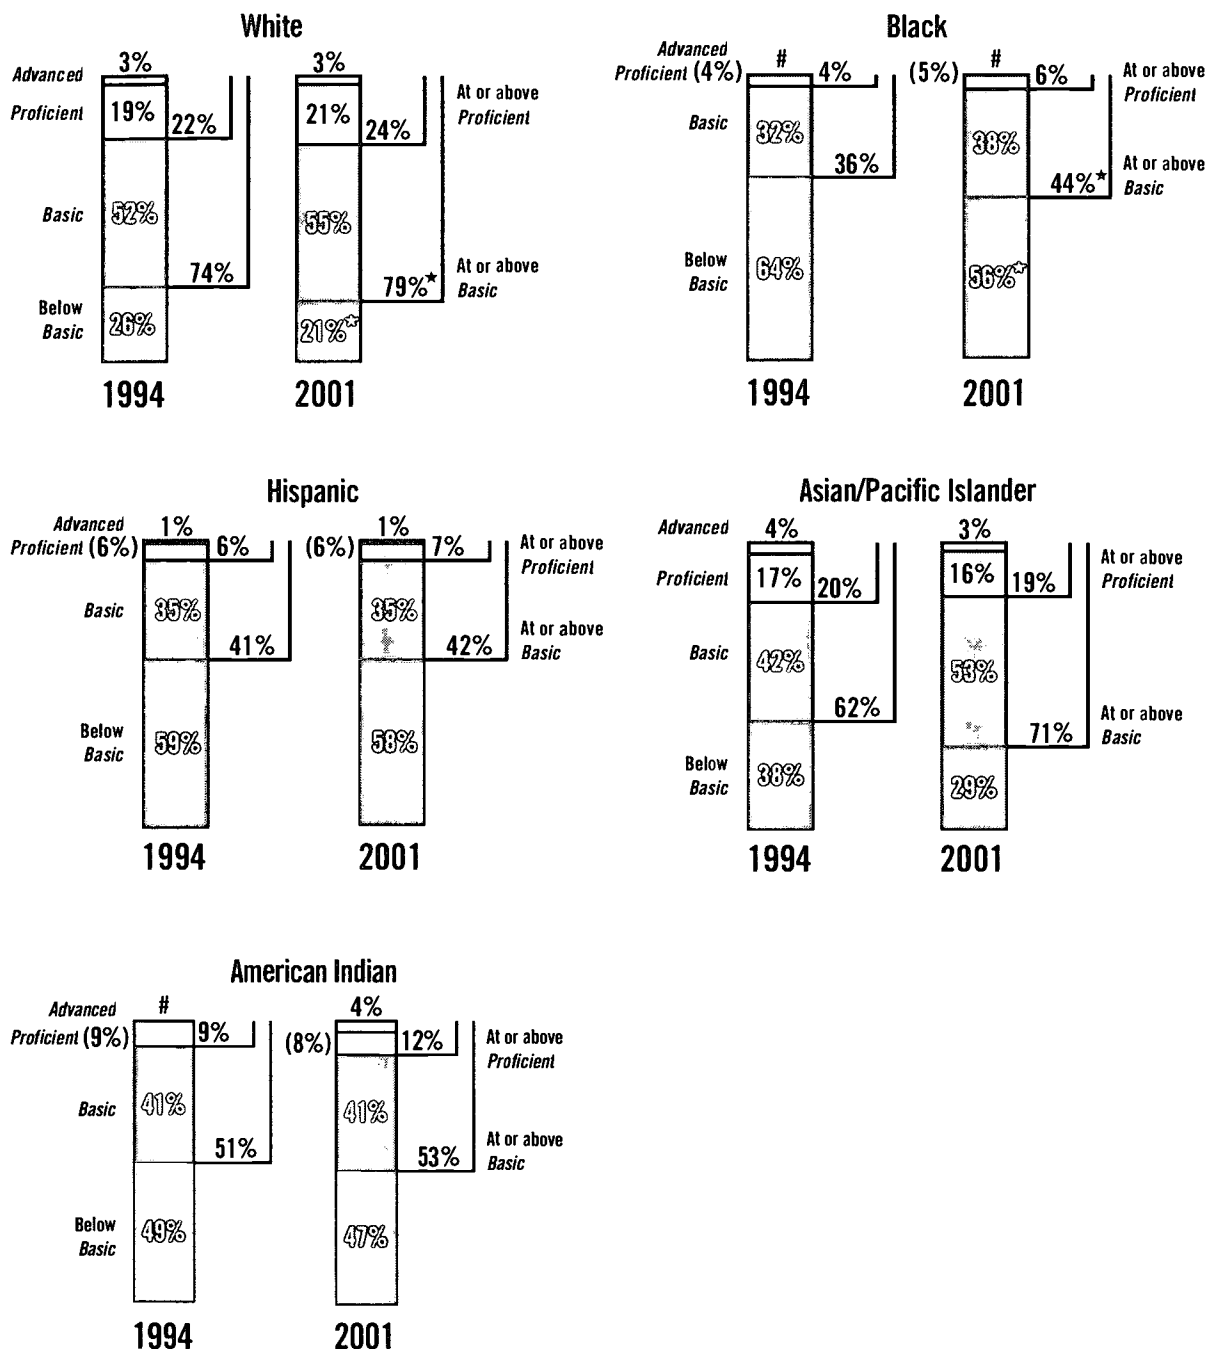 White
3% 3%
Advanced
Proficient 19% 22% 21% 24% At or above
Proficient
Basic 52% 55%
74% 79%★ At or above
Basic
Below
Basic 26% 21%☆
1994 2001
Black
Advanced # #
Proficient (4%) 4% (5%) 6% At or above
Proficient
Basic 32% 38%
36% 44%★ At or above
Basic
Below
Basic 64% 56%☆
1994 2001
Hispanic
Advanced 1% 1%
Proficient (6%) 6% (6%) 7% At or above
Proficient
Basic 35% 35%
41% 42% At or above
Basic
Below
Basic 59% 58%
1994 2001
Asian/Pacific Islander
Advanced 4% 3%
Proficient 17% 20% 16% 19% At or above
Proficient
Basic 42% 53%
62% 71% At or above
Basic
Below
Basic 38% 29%
1994 2001
American Indian
Advanced # 4%
Proficient (9%) 9% (8%) 12% At or above
Proficient
Basic 41% 41%
51% 53% At or above
Basic
Below
Basic 49% 47%
1994 2001